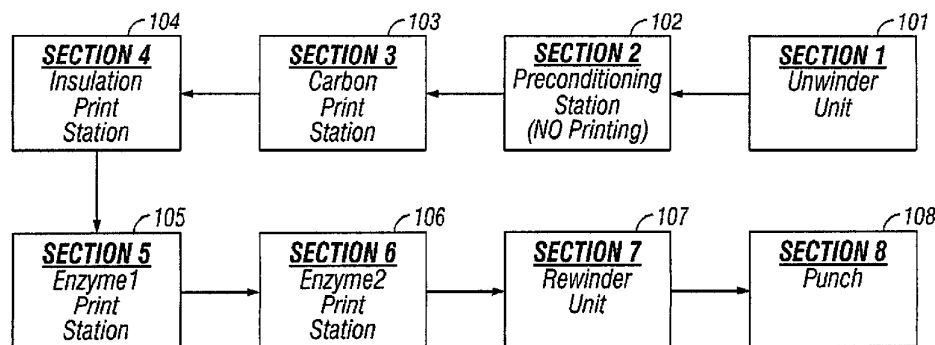 104
SECTION 4
Insulation
Print
Station
103
SECTION 3
Carbon
Print
Station
102
SECTION 2
Preconditioning
Station
(NO Printing)
101
SECTION 1
Unwinder
Unit
105
SECTION 5
Enzyme1
Print
Station
106
SECTION 6
Enzyme2
Print
Station
107
SECTION 7
Rewinder
Unit
108
SECTION 8
Punch